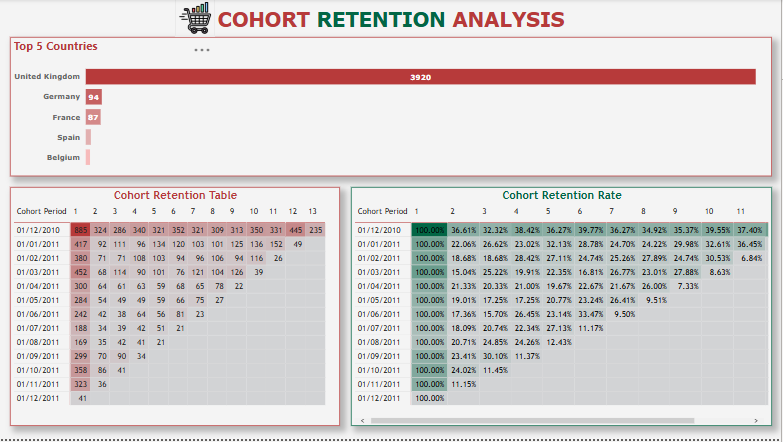 COHORT RETENTION ANALYSIS
Top 5 Countries
United Kingdom 3920
Germany 94
France 87
Spain
Belgium
Cohort Retention Table
Cohort Period 1 2 3 4 5 6 7 8 9 10 11 12 13
01/12/2010 885 324 286 340 321 352 321 309 313 350 331 445 235
01/01/2011 417 92 111 96 134 120 103 101 125 136 152 49
01/02/2011 380 71 71 108 103 94 96 106 94 116 26
01/03/2011 452 68 114 90 101 76 121 104 126 39
01/04/2011 300 64 61 63 59 68 65 78 22
01/05/2011 284 54 49 49 59 66 75 27
01/06/2011 242 42 38 64 56 81 23
01/07/2011 188 34 39 42 51 21
01/08/2011 169 35 42 41 21
01/09/2011 299 70 90 34
01/10/2011 358 86 41
01/11/2011 323 36
01/12/2011 41
Cohort Retention Rate
Cohort Period 1 2 3 4 5 6 7 8 9 10 11
01/12/2010 100.00% 36.61% 32.32% 38.42% 36.27% 39.77% 36.27% 34.92% 35.37% 39.55% 37.40%
01/01/2011 100.00% 22.06% 26.62% 23.02% 32.13% 28.78% 24.70% 24.22% 29.98% 32.61% 36.45%
01/02/2011 100.00% 18.68% 18.68% 28.42% 27.11% 24.74% 25.26% 27.89% 24.74% 30.53% 6.84%
01/03/2011 100.00% 15.04% 25.22% 19.91% 22.35% 16.81% 26.77% 23.01% 27.88% 8.63%
01/04/2011 100.00% 21.33% 20.33% 21.00% 19.67% 22.67% 21.67% 26.00% 7.33%
01/05/2011 100.00% 19.01% 17.25% 17.25% 20.77% 23.24% 26.41% 9.51%
01/06/2011 100.00% 17.36% 15.70% 26.45% 23.14% 33.47% 9.50%
01/07/2011 100.00% 18.09% 20.74% 22.34% 27.13% 11.17%
01/08/2011 100.00% 20.71% 24.85% 24.26% 12.43%
01/09/2011 100.00% 23.41% 30.10% 11.37%
01/10/2011 100.00% 24.02% 11.45%
01/11/2011 100.00% 11.15%
01/12/2011 100.00%